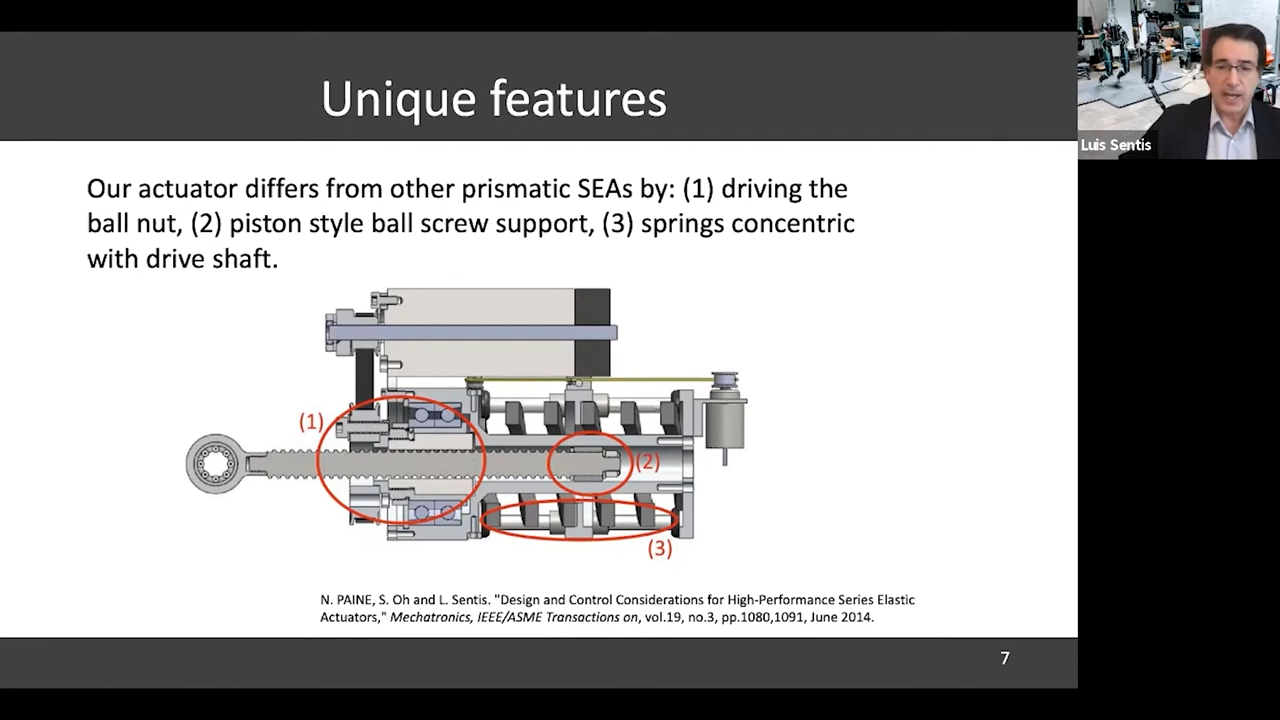 Unique features
Luis Sentis
Our actuator differs from other prismatic SEAs by: (1) driving the
ball nut, (2) piston style ball screw support, (3) springs concentric
with drive shaft.
(1)
(2)
(3)
N. PAINE, S. Oh and L. Sentis. "Design and Control Considerations for High-Performance Series Elastic
Actuators," Mechatronics, IEEE/ASME Transactions on, vol.19, no.3, pp.1080,1091, June 2014.
7